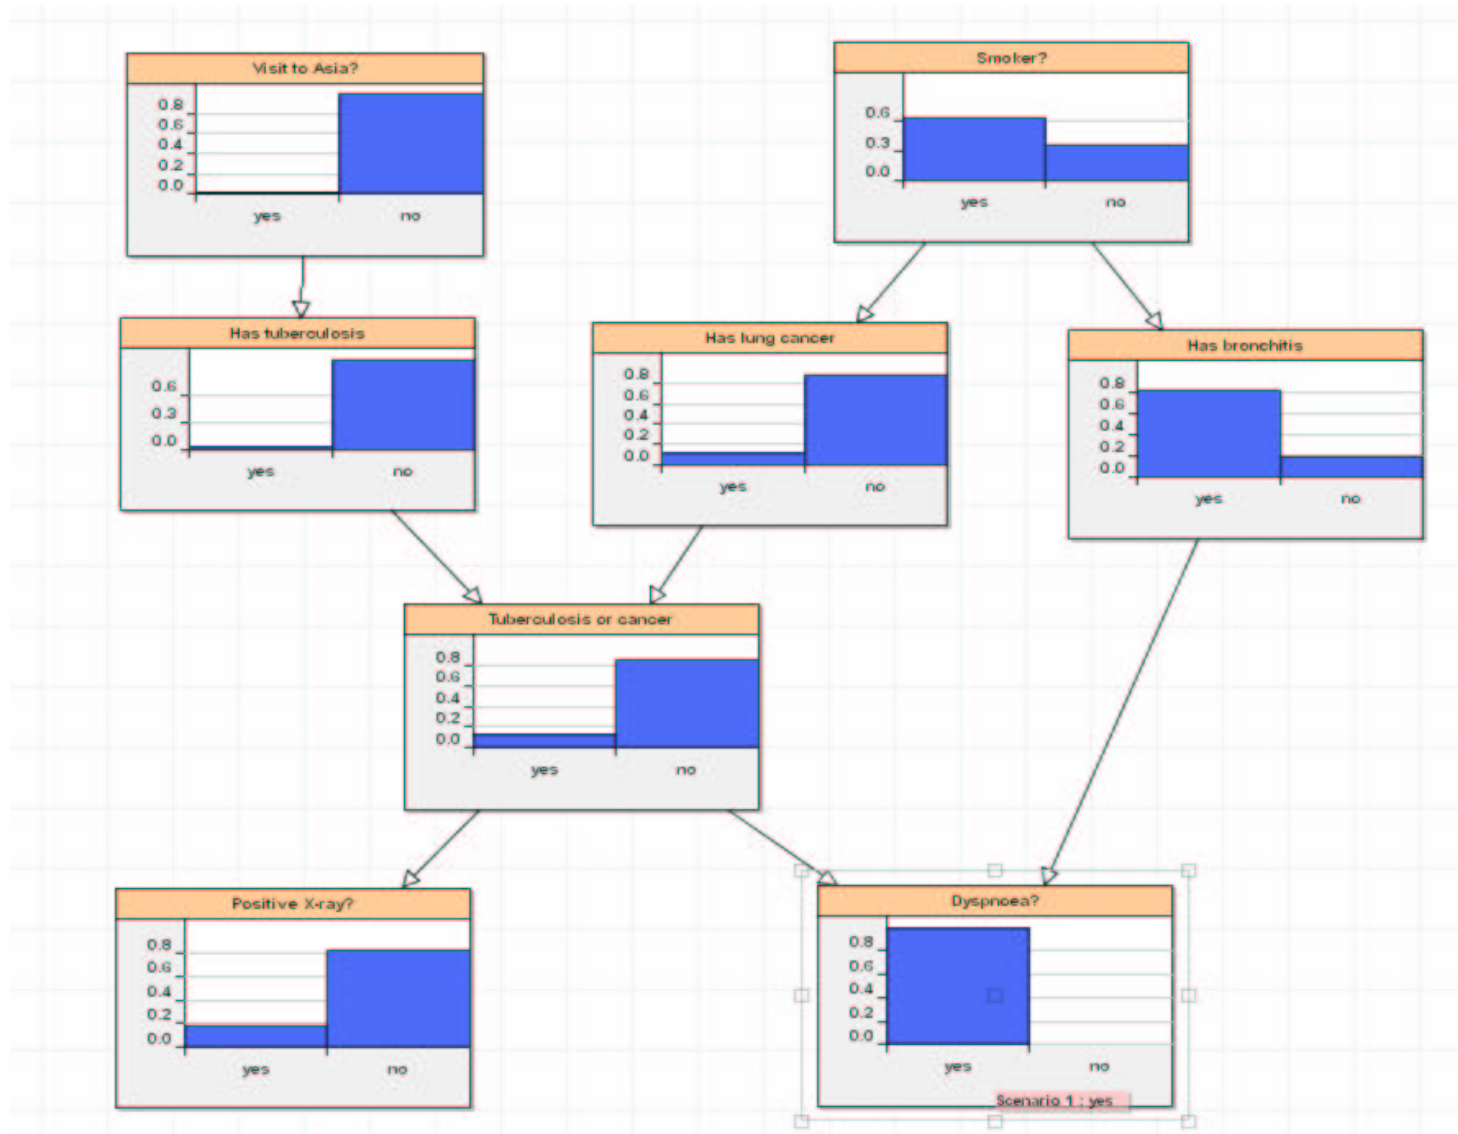 Visit to Asia?
0.8
0.6
0.4
0.2
0.0
yes no
Smoker?
0.6
0.3
0.0
yes no
Has tuberculosis
0.6
0.3
0.0
yes no
Has lung cancer
0.8
0.6
0.4
0.2
0.0
yes no
Has bronchitis
0.8
0.6
0.4
0.2
0.0
yes no
Tuberculosis or cancer
0.8
0.6
0.4
0.2
0.0
yes no
Positive X-ray?
0.8
0.6
0.4
0.2
0.0
yes no
Dyspnoea?
0.8
0.6
0.4
0.2
0.0
yes no
Scenario 1 : yes